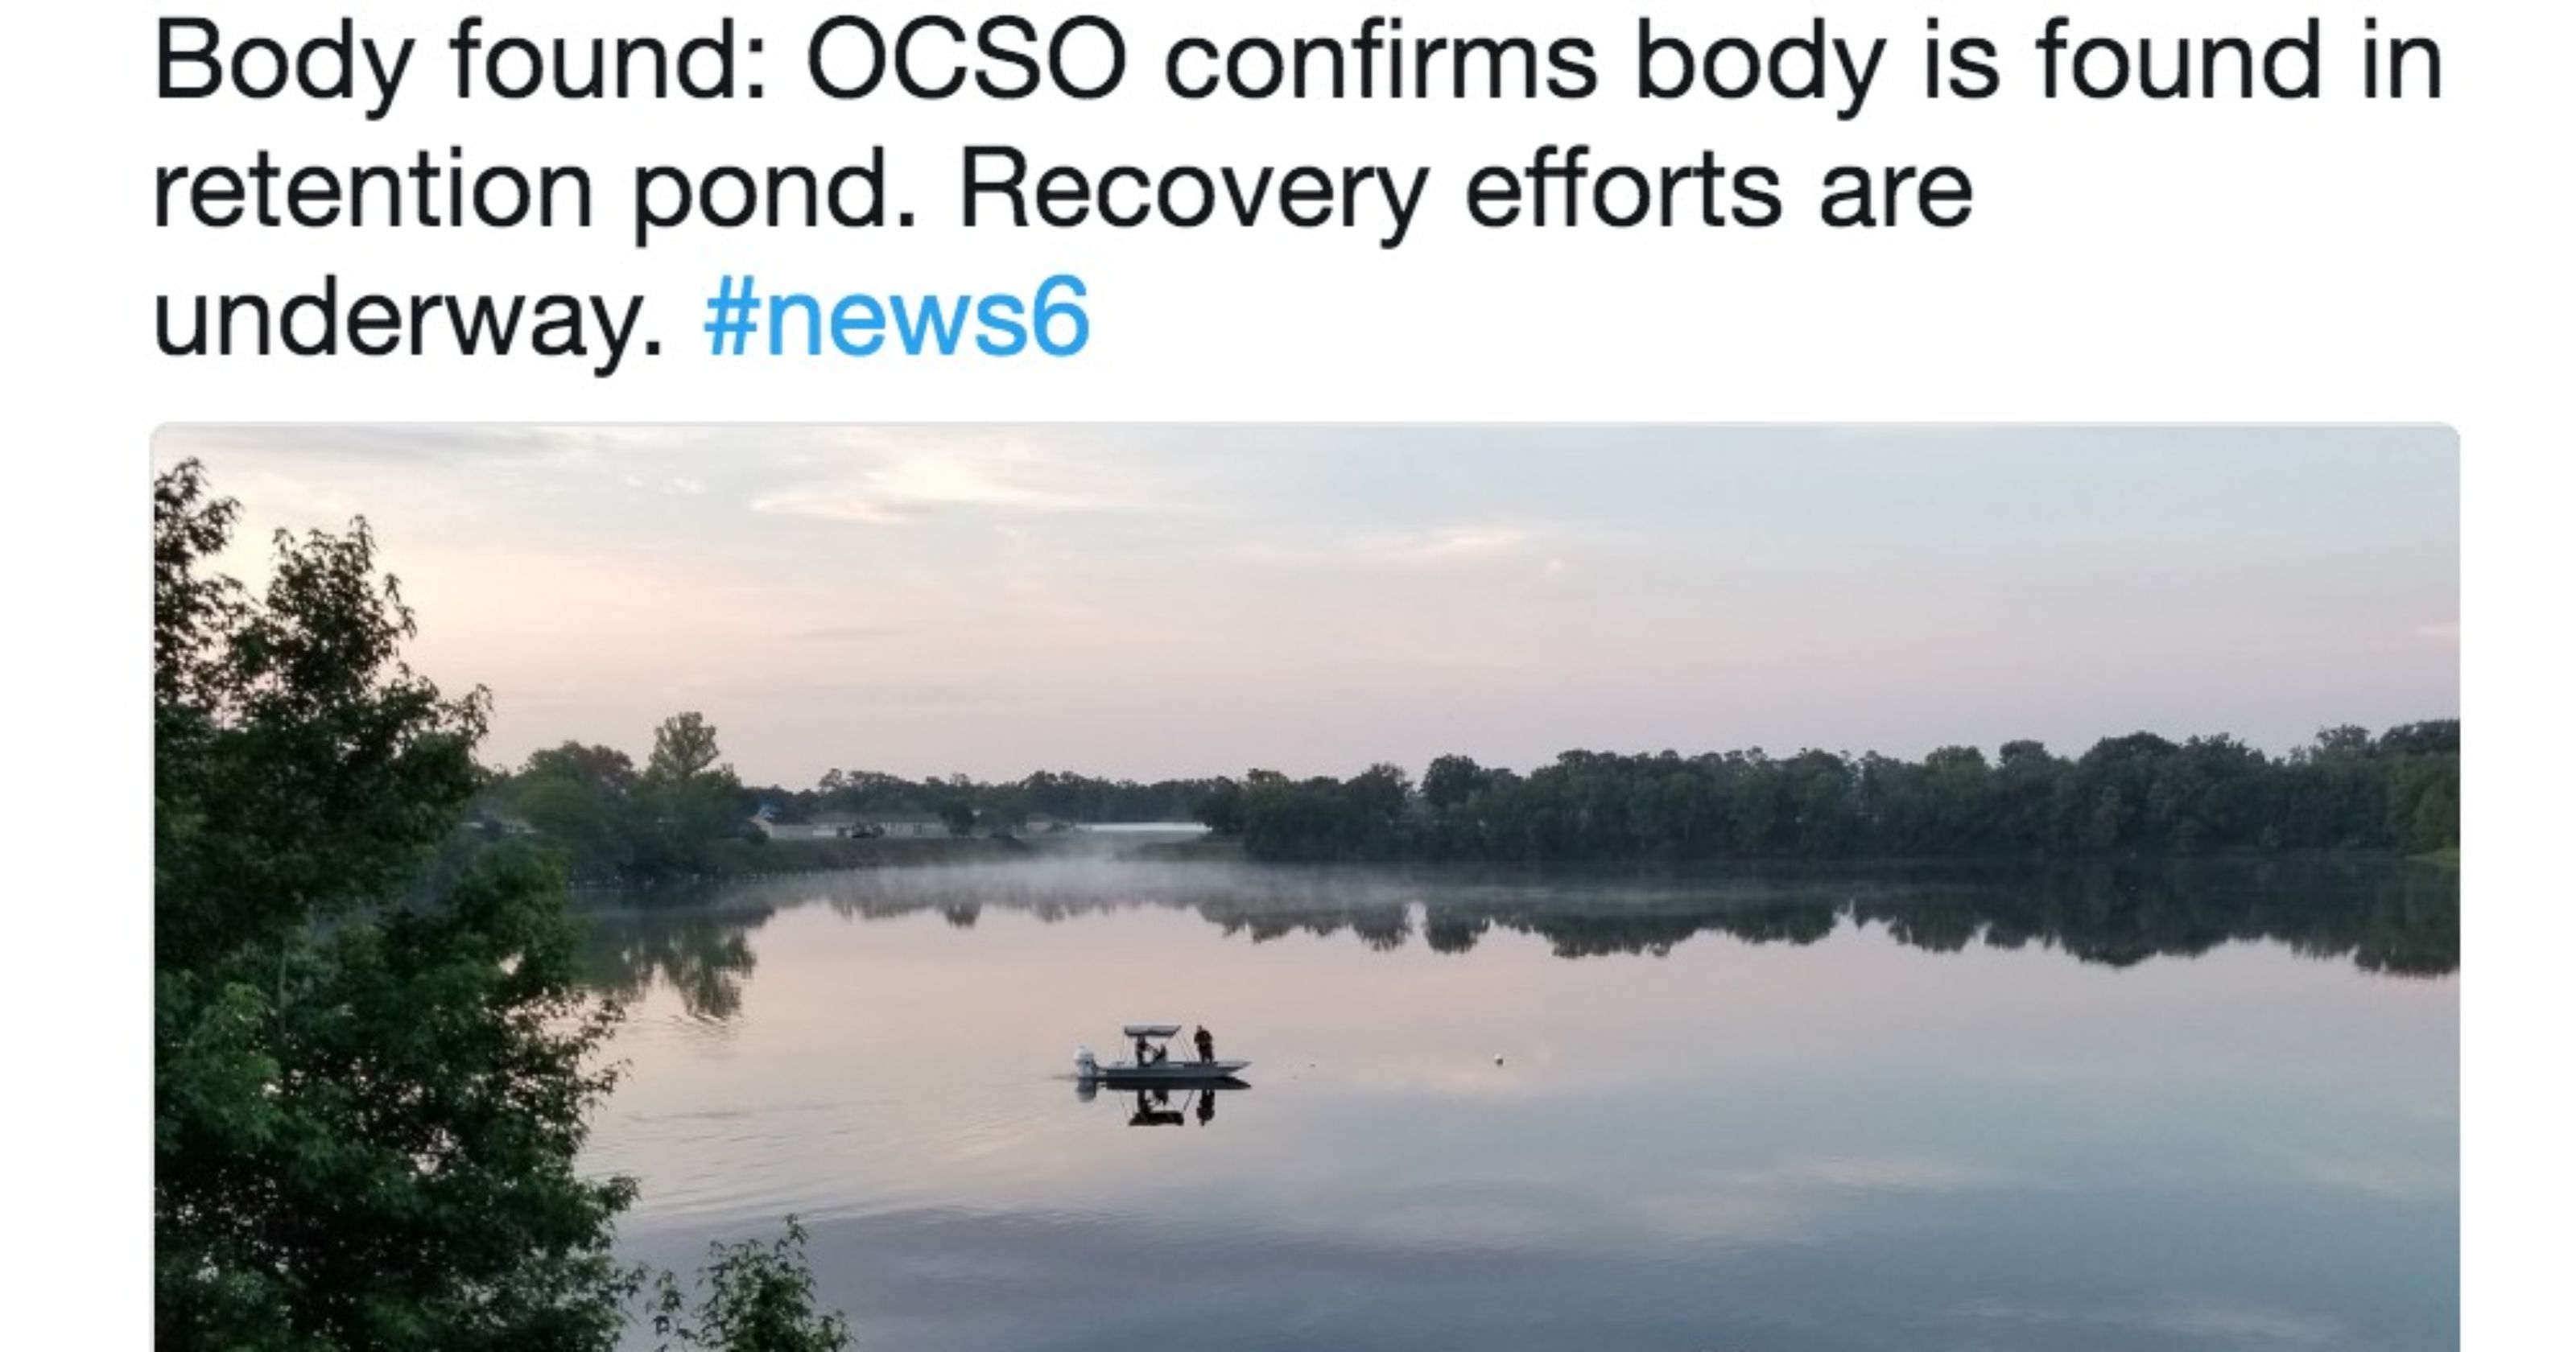 Body found: OCSO confirms body is found in
retention pond. Recovery efforts are
underway. #news6